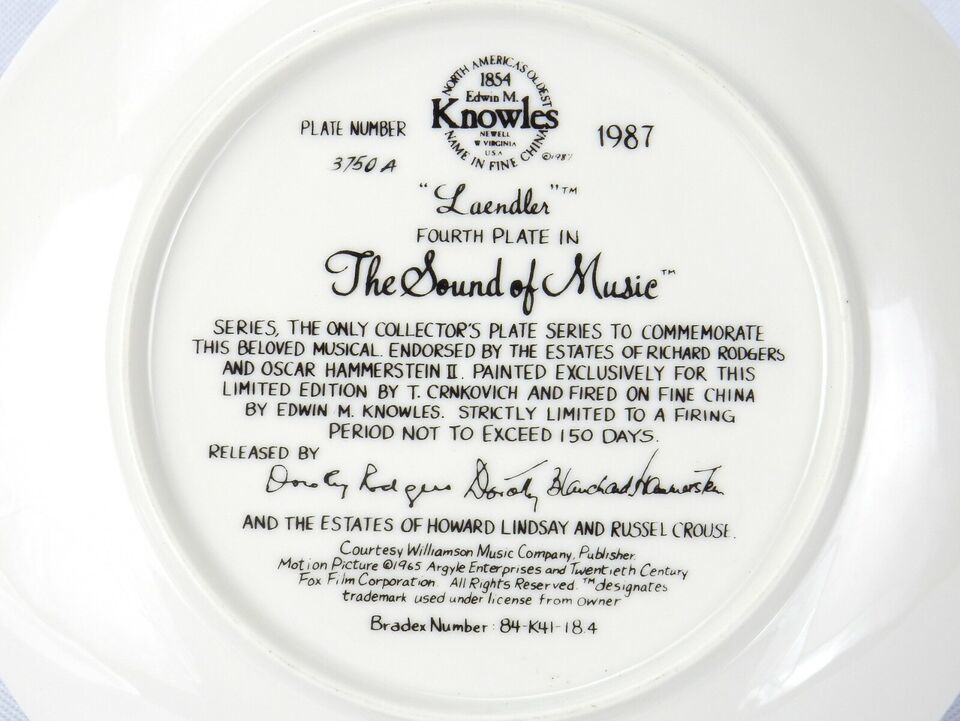 NORTH AMERICA'S OLDEST
1854
Edwin M.
Knowles
NEWELL
W VIRGINIA
USA
NAME IN FINE CHINA
©1987
PLATE NUMBER
3750 A
1987
"Laendler"™
FOURTH PLATE IN
The Sound of Music™
SERIES, THE ONLY COLLECTOR'S PLATE SERIES TO COMMEMORATE
THIS BELOVED MUSICAL. ENDORSED BY THE ESTATES OF RICHARD RODGERS
AND OSCAR HAMMERSTEIN II. PAINTED EXCLUSIVELY FOR THIS
LIMITED EDITION BY T. CRNKOVICH AND FIRED ON FINE CHINA
BY EDWIN M. KNOWLES. STRICTLY LIMITED TO A FIRING
PERIOD NOT TO EXCEED 150 DAYS.
RELEASED BY
Dorothy Rodgers Dorothy Blanchard Hammerstein
AND THE ESTATES OF HOWARD LINDSAY AND RUSSEL CROUSE.
Courtesy Williamson Music Company, Publisher.
Motion Picture ©1965 Argyle Enterprises and Twentieth Century
Fox Film Corporation. All Rights Reserved. ™designates
trademark used under license from owner
Bradex Number: 84-K41-18.4